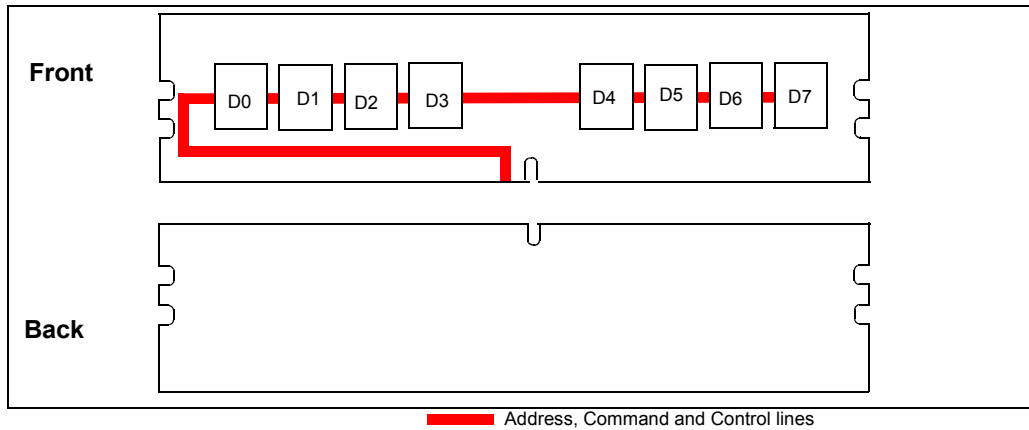 Front
D0 D1 D2 D3 D4 D5 D6 D7
Back
Address, Command and Control lines